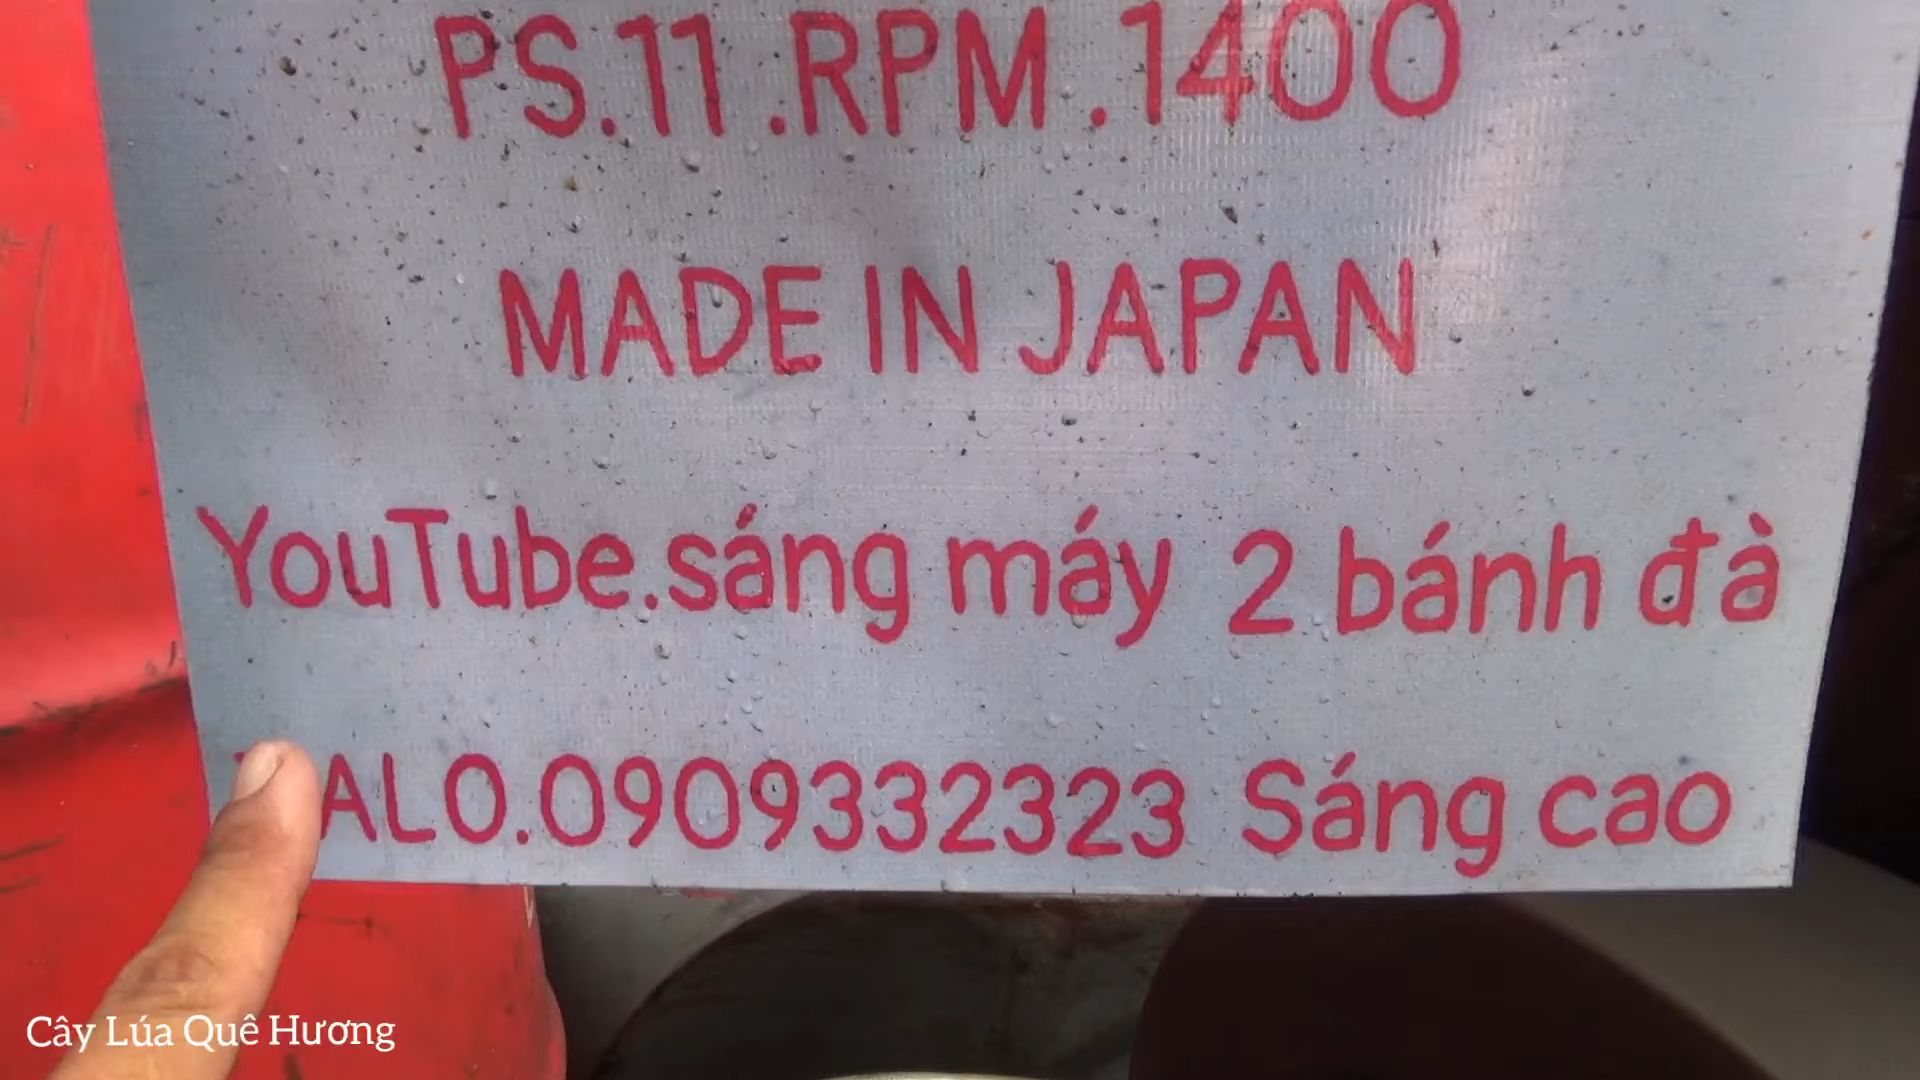 PS.11.RPM.1400
MADE IN JAPAN
YouTube.sáng máy 2 bánh đà
ZALO.0909332323 Sáng cao
Cây Lúa Quê Hương